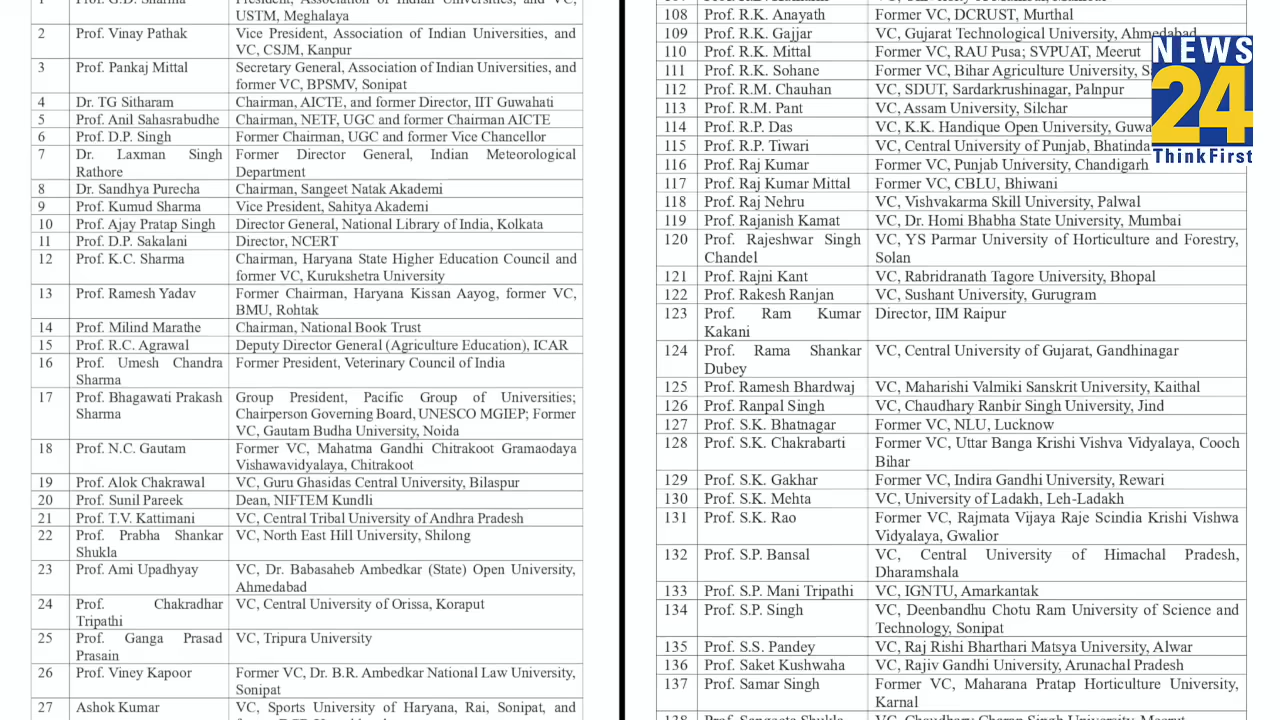 1 Prof. G.D. Sharma President, Association of Indian Universities, and VC,
USTM, Meghalaya
2 Prof. Vinay Pathak Vice President, Association of Indian Universities, and
VC, CSJM, Kanpur
3 Prof. Pankaj Mittal Secretary General, Association of Indian Universities, and
former VC, BPSMV, Sonipat
4 Dr. TG Sitharam Chairman, AICTE, and former Director, IIT Guwahati
5 Prof. Anil Sahasrabudhe Chairman, NETF, UGC and former Chairman AICTE
6 Prof. D.P. Singh Former Chairman, UGC and former Vice Chancellor
7 Dr. Laxman Singh Former Director General, Indian Meteorological
Rathore Department
8 Dr. Sandhya Purecha Chairman, Sangeet Natak Akademi
9 Prof. Kumud Sharma Vice President, Sahitya Akademi
10 Prof. Ajay Pratap Singh Director General, National Library of India, Kolkata
11 Prof. D.P. Sakalani Director, NCERT
12 Prof. K.C. Sharma Chairman, Haryana State Higher Education Council and
former VC, Kurukshetra University
13 Prof. Ramesh Yadav Former Chairman, Haryana Kissan Aayog, former VC,
BMU, Rohtak
14 Prof. Milind Marathe Chairman, National Book Trust
15 Prof. R.C. Agrawal Deputy Director General (Agriculture Education), ICAR
16 Prof. Umesh Chandra Former President, Veterinary Council of India
Sharma
17 Prof. Bhagawati Prakash Group President, Pacific Group of Universities;
Sharma Chairperson Governing Board, UNESCO MGIEP; Former
VC, Gautam Budha University, Noida
18 Prof. N.C. Gautam Former VC, Mahatma Gandhi Chitrakoot Gramaodaya
Vishawavidyalaya, Chitrakoot
19 Prof. Alok Chakrawal VC, Guru Ghasidas Central University, Bilaspur
20 Prof. Sunil Pareek Dean, NIFTEM Kundli
21 Prof. T.V. Kattimani VC, Central Tribal University of Andhra Pradesh
22 Prof. Prabha Shankar VC, North East Hill University, Shilong
Shukla
23 Prof. Ami Upadhyay VC, Dr. Babasaheb Ambedkar (State) Open University,
Ahmedabad
24 Prof. Chakradhar VC, Central University of Orissa, Koraput
Tripathi
25 Prof. Ganga Prasad VC, Tripura University
Prasain
26 Prof. Viney Kapoor Former VC, Dr. B.R. Ambedkar National Law University,
Sonipat
27 Ashok Kumar VC, Sports University of Haryana, Rai, Sonipat, and
108 Prof. R.K. Anayath Former VC, DCRUST, Murthal
109 Prof. R.K. Gajjar VC, Gujarat Technological University, Ahmedabad
110 Prof. R.K. Mittal Former VC, RAU Pusa; SVPUAT, Meerut
111 Prof. R.K. Sohane Former VC, Bihar Agriculture University,
112 Prof. R.M. Chauhan VC, SDUT, Sardarkrushinagar, Palnpur
113 Prof. R.M. Pant VC, Assam University, Silchar
114 Prof. R.P. Das VC, K.K. Handique Open University,
115 Prof. R.P. Tiwari VC, Central University of Punjab, Bhatinda
116 Prof. Raj Kumar Former VC, Punjab University, Chandigarh
117 Prof. Raj Kumar Mittal Former VC, CBLU, Bhiwani
118 Prof. Raj Nehru VC, Vishvakarma Skill University, Palwal
119 Prof. Rajanish Kamat VC, Dr. Homi Bhabha State University, Mumbai
120 Prof. Rajeshwar Singh VC, YS Parmar University of Horticulture and Forestry,
Chandel Solan
121 Prof. Rajni Kant VC, Rabridranath Tagore University, Bhopal
122 Prof. Rakesh Ranjan VC, Sushant University, Gurugram
123 Prof. Ram Kumar Director, IIM Raipur
Kakani
124 Prof. Rama Shankar VC, Central University of Gujarat, Gandhinagar
Dubey
125 Prof. Ramesh Bhardwaj VC, Maharishi Valmiki Sanskrit University, Kaithal
126 Prof. Ranpal Singh VC, Chaudhary Ranbir Singh University, Jind
127 Prof. S.K. Bhatnagar Former VC, NLU, Lucknow
128 Prof. S.K. Chakrabarti Former VC, Uttar Banga Krishi Vishva Vidyalaya, Cooch
Bihar
129 Prof. S.K. Gakhar Former VC, Indira Gandhi University, Rewari
130 Prof. S.K. Mehta VC, University of Ladakh, Leh-Ladakh
131 Prof. S.K. Rao Former VC, Rajmata Vijaya Raje Scindia Krishi Vishwa
Vidyalaya, Gwalior
132 Prof. S.P. Bansal VC, Central University of Himachal Pradesh,
Dharamshala
133 Prof. S.P. Mani Tripathi VC, IGNTU, Amarkantak
134 Prof. S.P. Singh VC, Deenbandhu Chotu Ram University of Science and
Technology, Sonipat
135 Prof. S.S. Pandey VC, Raj Rishi Bharthari Matsya University, Alwar
136 Prof. Saket Kushwaha VC, Rajiv Gandhi University, Arunachal Pradesh
137 Prof. Samar Singh Former VC, Maharana Pratap Horticulture University,
Karnal
138 Prof. Sangeeta Shukla VC, Chaudhary Charan Singh University, Meerut
NEWS
24
ThinkFirst